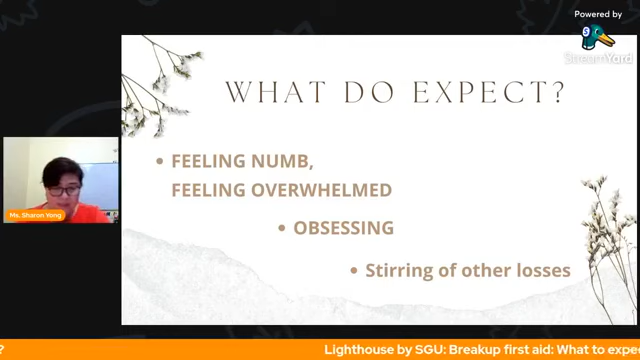 Powered by
StreamYard
WHAT DO EXPECT?
• FEELING NUMB,
FEELING OVERWHELMED
• OBSESSING
• Stirring of other losses
Ms. Sharon Yong
?
Lighthouse by SGU: Breakup first aid: What to expe